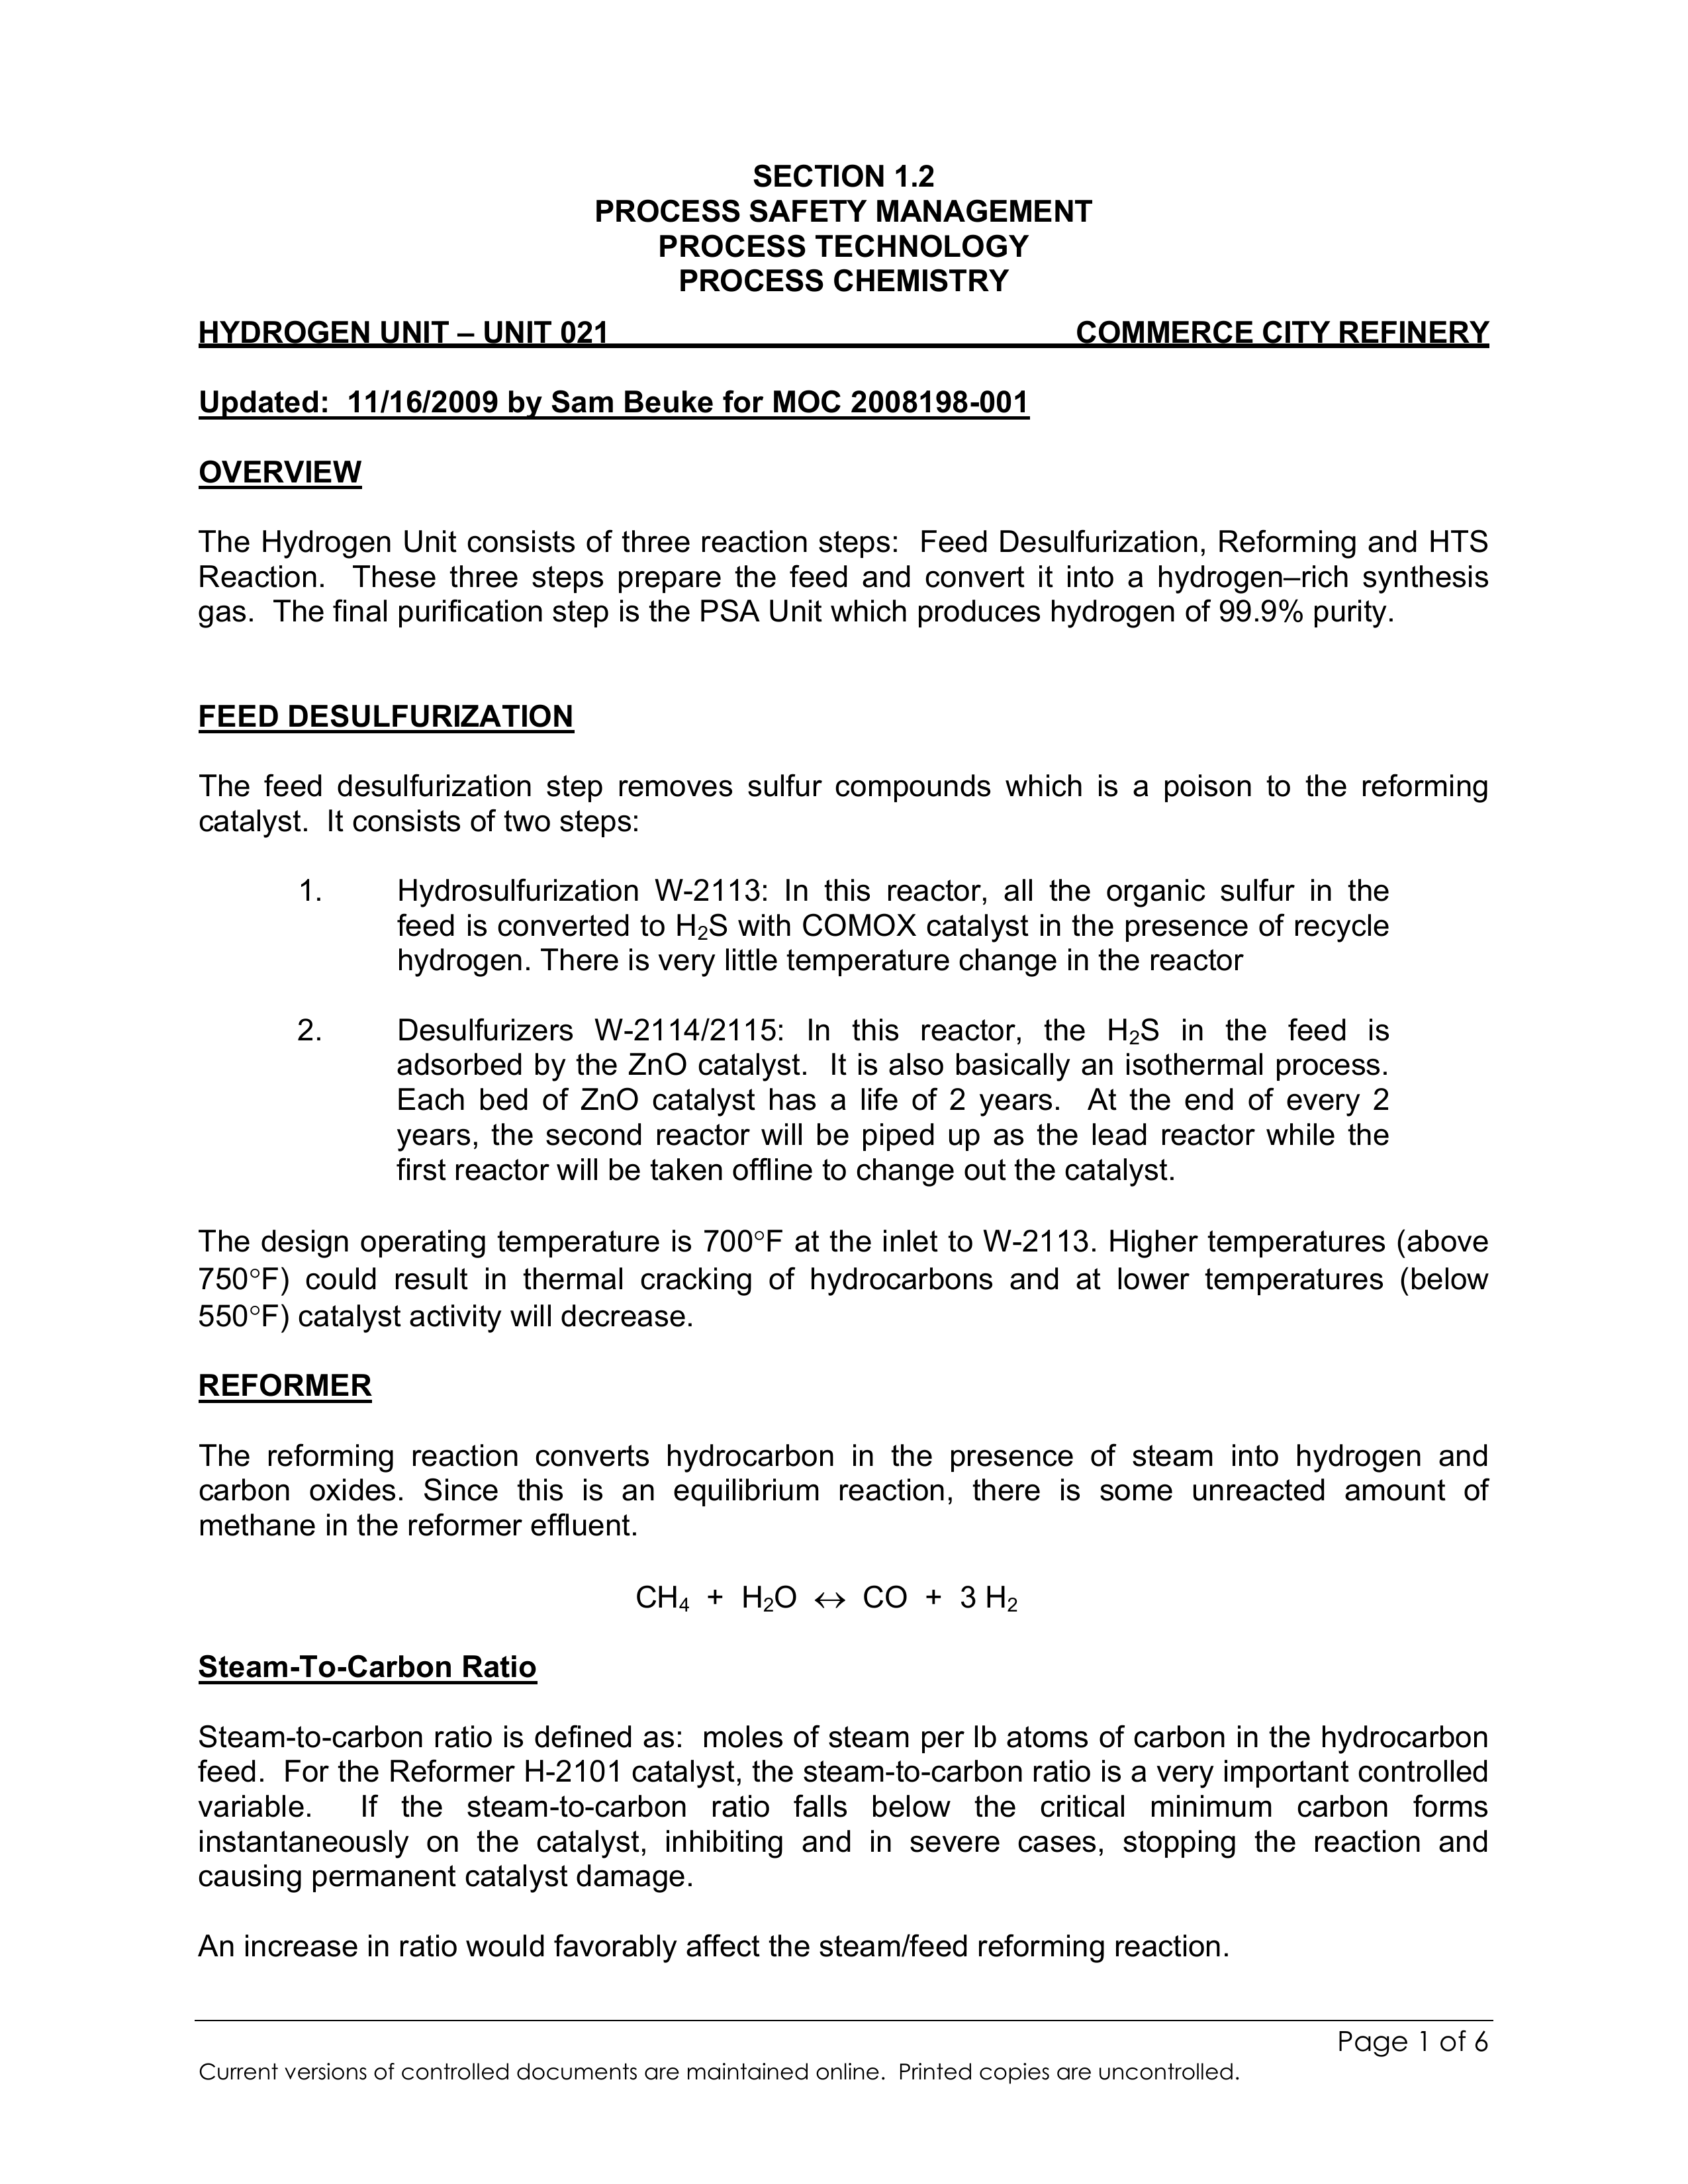 SECTION 1.2
PROCESS SAFETY MANAGEMENT
PROCESS TECHNOLOGY
PROCESS CHEMISTRY
HYDROGEN UNIT – UNIT 021 COMMERCE CITY REFINERY
Updated: 11/16/2009 by Sam Beuke for MOC 2008198-001
OVERVIEW
The Hydrogen Unit consists of three reaction steps: Feed Desulfurization, Reforming and HTS
Reaction. These three steps prepare the feed and convert it into a hydrogen–rich synthesis
gas. The final purification step is the PSA Unit which produces hydrogen of 99.9% purity.
FEED DESULFURIZATION
The feed desulfurization step removes sulfur compounds which is a poison to the reforming
catalyst. It consists of two steps:
1. Hydrosulfurization W-2113: In this reactor, all the organic sulfur in the
feed is converted to H₂S with COMOX catalyst in the presence of recycle
hydrogen. There is very little temperature change in the reactor
2. Desulfurizers W-2114/2115: In this reactor, the H₂S in the feed is
adsorbed by the ZnO catalyst. It is also basically an isothermal process.
Each bed of ZnO catalyst has a life of 2 years. At the end of every 2
years, the second reactor will be piped up as the lead reactor while the
first reactor will be taken offline to change out the catalyst.
The design operating temperature is 700°F at the inlet to W-2113. Higher temperatures (above
750°F) could result in thermal cracking of hydrocarbons and at lower temperatures (below
550°F) catalyst activity will decrease.
REFORMER
The reforming reaction converts hydrocarbon in the presence of steam into hydrogen and
carbon oxides. Since this is an equilibrium reaction, there is some unreacted amount of
methane in the reformer effluent.
CH₄ + H₂O ↔ CO + 3 H₂
Steam-To-Carbon Ratio
Steam-to-carbon ratio is defined as: moles of steam per lb atoms of carbon in the hydrocarbon
feed. For the Reformer H-2101 catalyst, the steam-to-carbon ratio is a very important controlled
variable. If the steam-to-carbon ratio falls below the critical minimum carbon forms
instantaneously on the catalyst, inhibiting and in severe cases, stopping the reaction and
causing permanent catalyst damage.
An increase in ratio would favorably affect the steam/feed reforming reaction.
Page 1 of 6
Current versions of controlled documents are maintained online. Printed copies are uncontrolled.